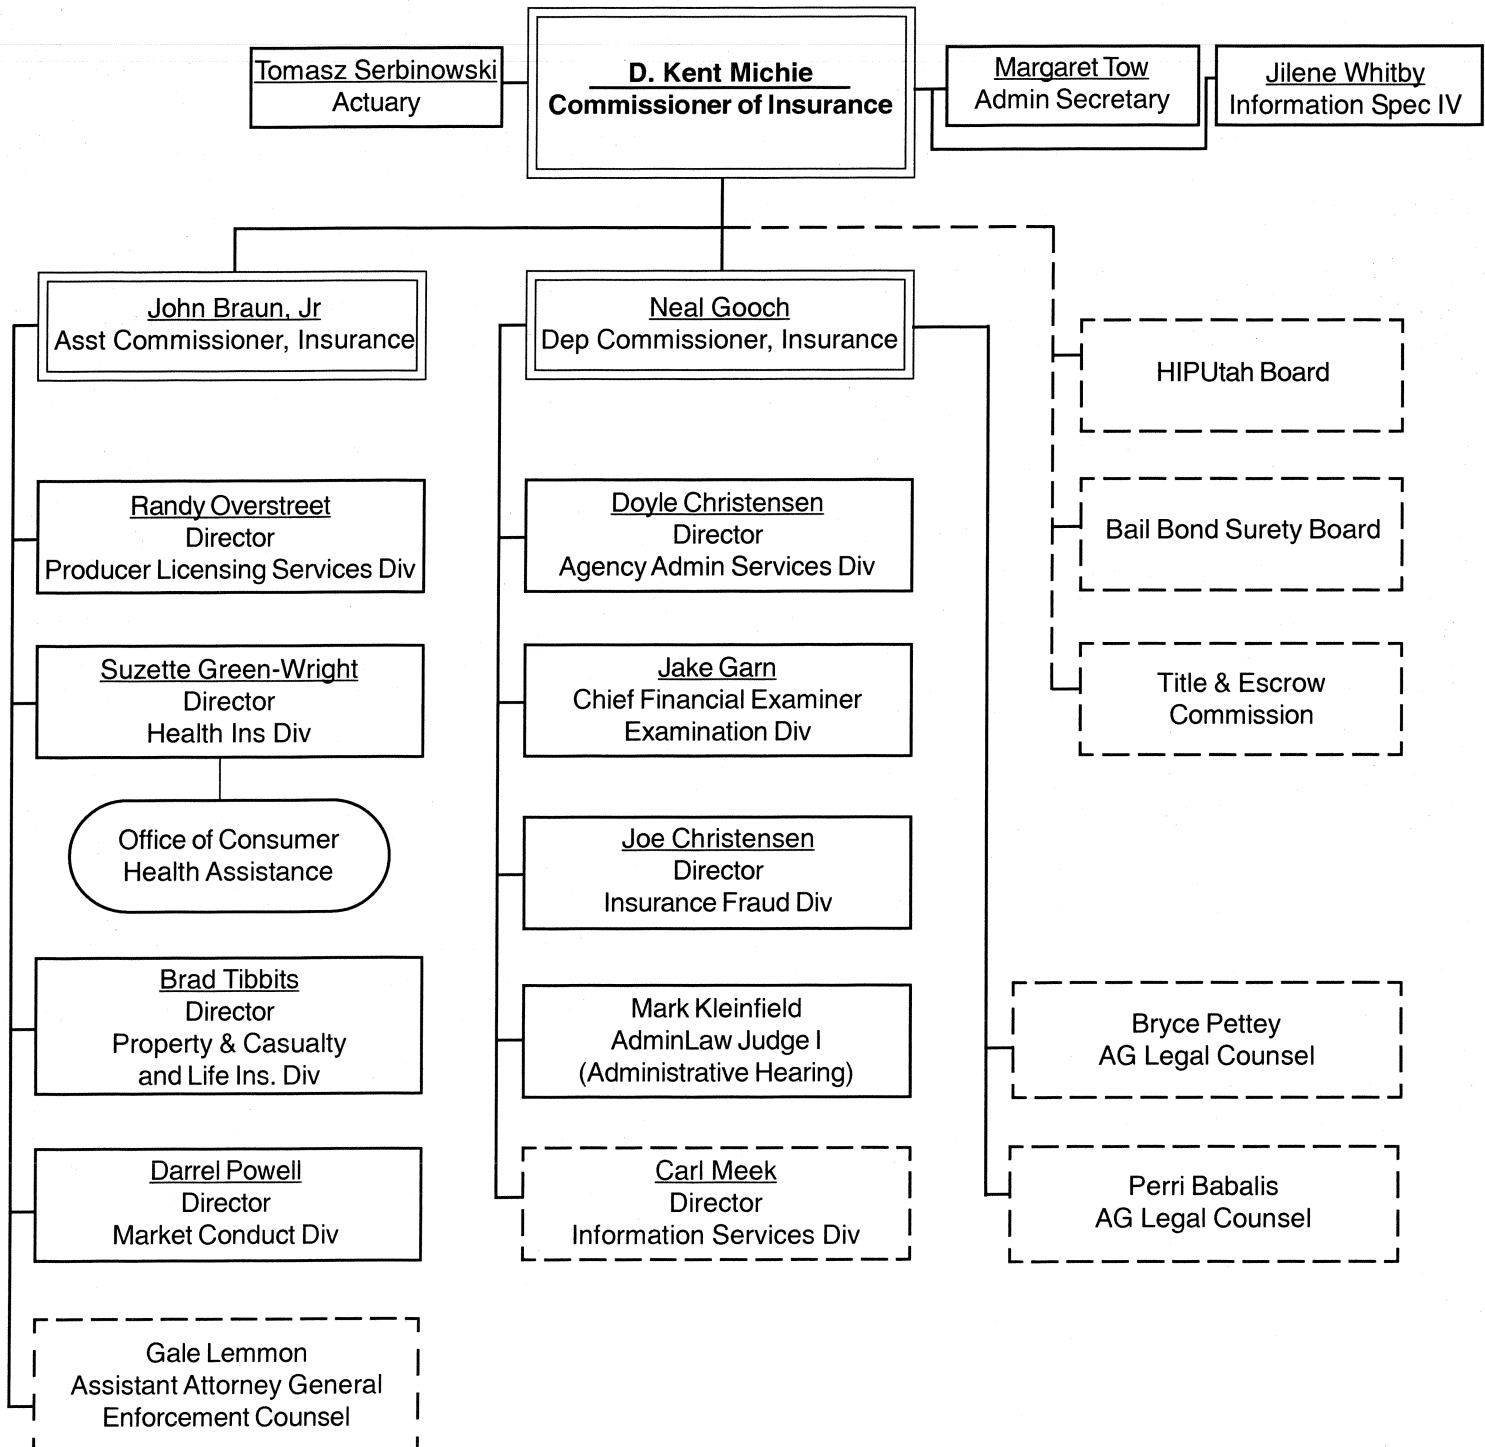 Tomasz Serbinowski
Actuary
D. Kent Michie
Commissioner of Insurance
Margaret Tow
Admin Secretary
Jilene Whitby
Information Spec IV
John Braun, Jr
Asst Commissioner, Insurance
Neal Gooch
Dep Commissioner, Insurance
HIPUtah Board
Bail Bond Surety Board
Title & Escrow
Commission
Randy Overstreet
Director
Producer Licensing Services Div
Suzette Green-Wright
Director
Health Ins Div
Office of Consumer
Health Assistance
Brad Tibbits
Director
Property & Casualty
and Life Ins. Div
Darrel Powell
Director
Market Conduct Div
Gale Lemmon
Assistant Attorney General
Enforcement Counsel
Doyle Christensen
Director
Agency Admin Services Div
Jake Garn
Chief Financial Examiner
Examination Div
Joe Christensen
Director
Insurance Fraud Div
Mark Kleinfield
AdminLaw Judge I
(Administrative Hearing)
Carl Meek
Director
Information Services Div
Bryce Pettey
AG Legal Counsel
Perri Babalis
AG Legal Counsel